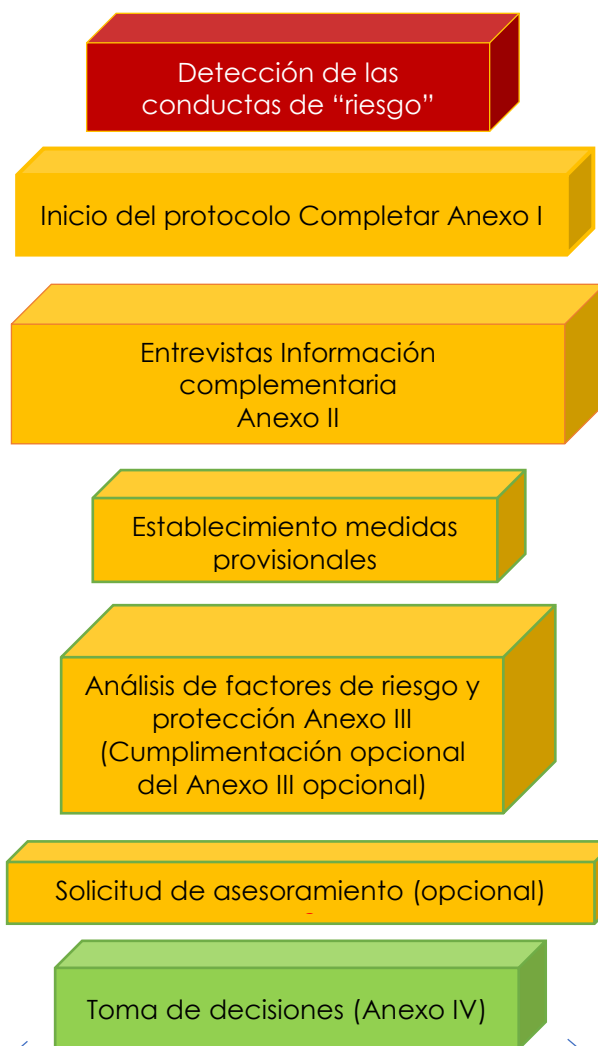 Detección de las
conductas de “riesgo”
Inicio del protocolo Completar Anexo I
Entrevistas Información
complementaria
Anexo II
Establecimiento medidas
provisionales
Análisis de factores de riesgo y
protección Anexo III
(Cumplimentación opcional
del Anexo III opcional)
Solicitud de asesoramiento (opcional)
Toma de decisiones (Anexo IV)